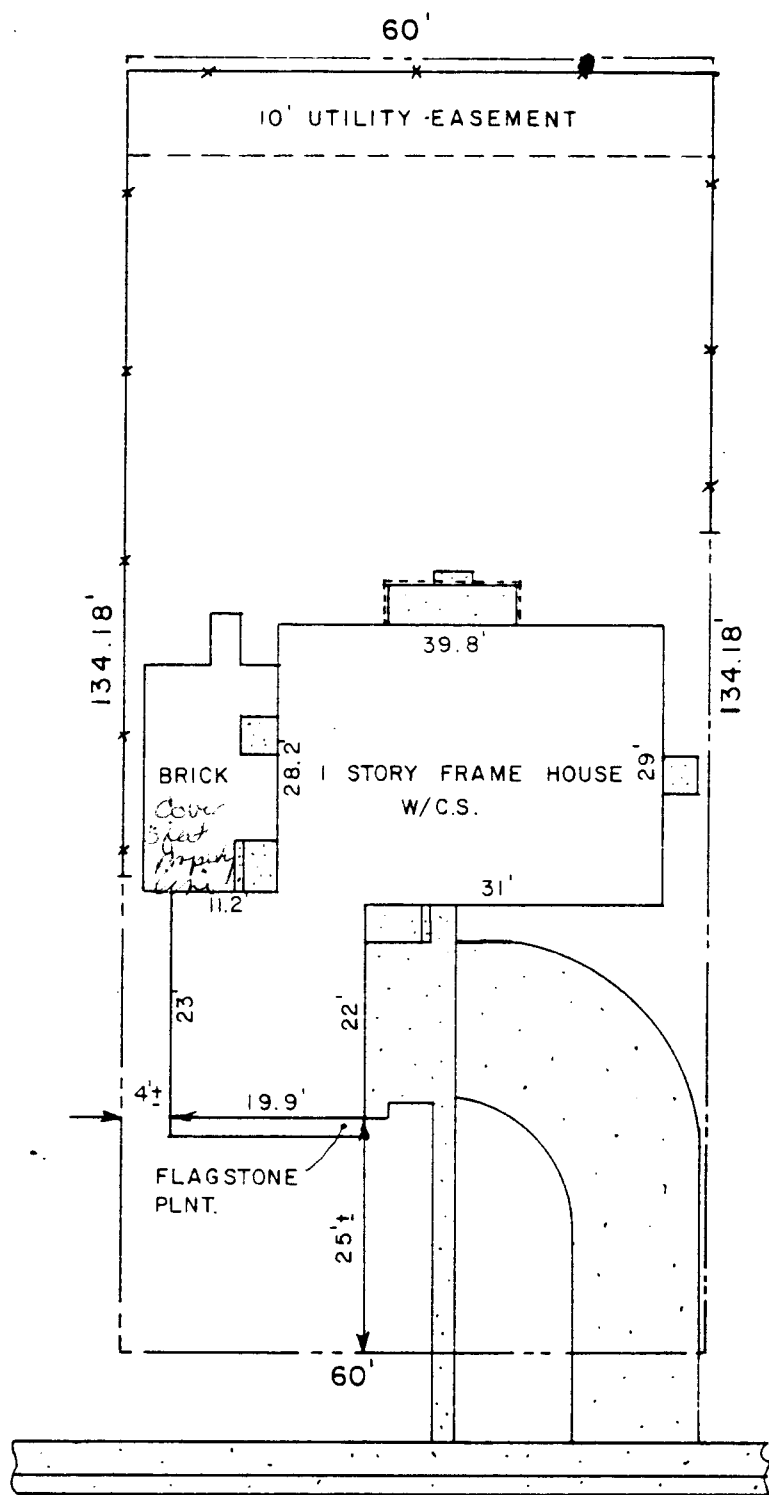 60'
10' UTILITY EASEMENT
134.18'
134.18'
39.8'
BRICK
28.2'
1 STORY FRAME HOUSE
W/C.S.
29'
Cover
11.2'
31'
23'
22'
4'±
19.9'
FLAGSTONE
PLNT.
25'±
60'